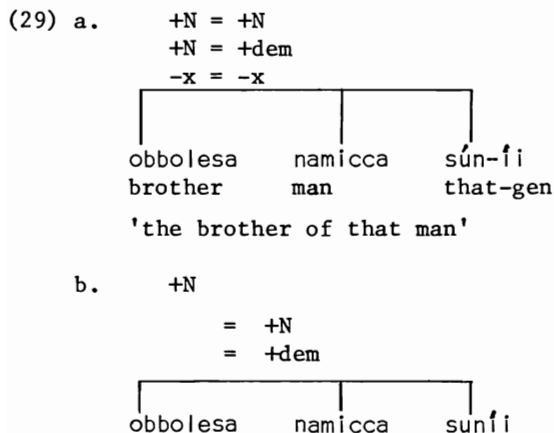 (29) a. +N = +N
+N = +dem
-x = -x
obbolesa namicca sún-íi
brother man that-gen
'the brother of that man'
b. +N
= +N
= +dem
obbolesa namicca suníi